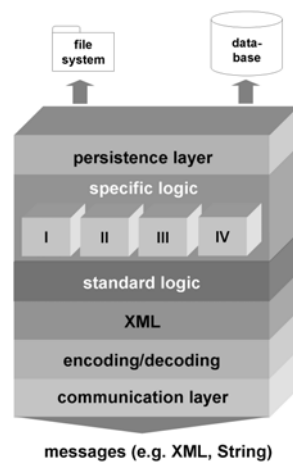 file
system
data-
base
persistence layer
specific logic
I
II
III
IV
standard logic
XML
encoding/decoding
communication layer
messages (e.g. XML, String)